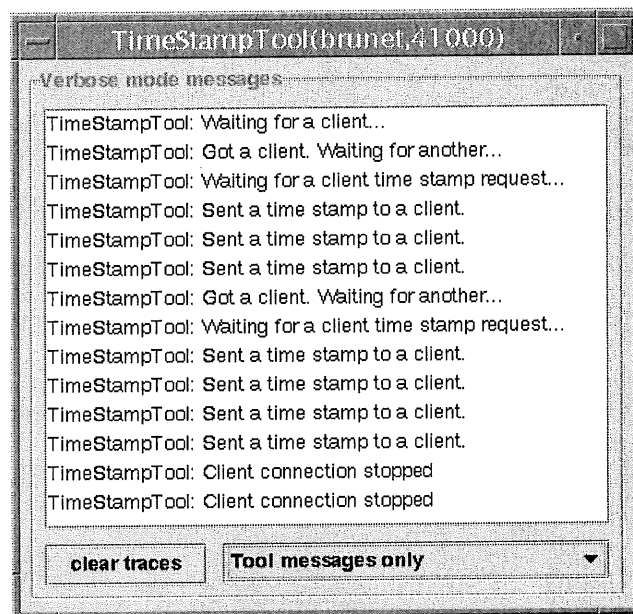 TimeStampTool(brunet,41000)
Verbose mode messages
TimeStampTool: Waiting for a client...
TimeStampTool: Got a client. Waiting for another...
TimeStampTool: Waiting for a client time stamp request...
TimeStampTool: Sent a time stamp to a client.
TimeStampTool: Sent a time stamp to a client.
TimeStampTool: Sent a time stamp to a client.
TimeStampTool: Got a client. Waiting for another...
TimeStampTool: Waiting for a client time stamp request...
TimeStampTool: Sent a time stamp to a client.
TimeStampTool: Sent a time stamp to a client.
TimeStampTool: Sent a time stamp to a client.
TimeStampTool: Sent a time stamp to a client.
TimeStampTool: Client connection stopped
TimeStampTool: Client connection stopped
clear traces
Tool messages only